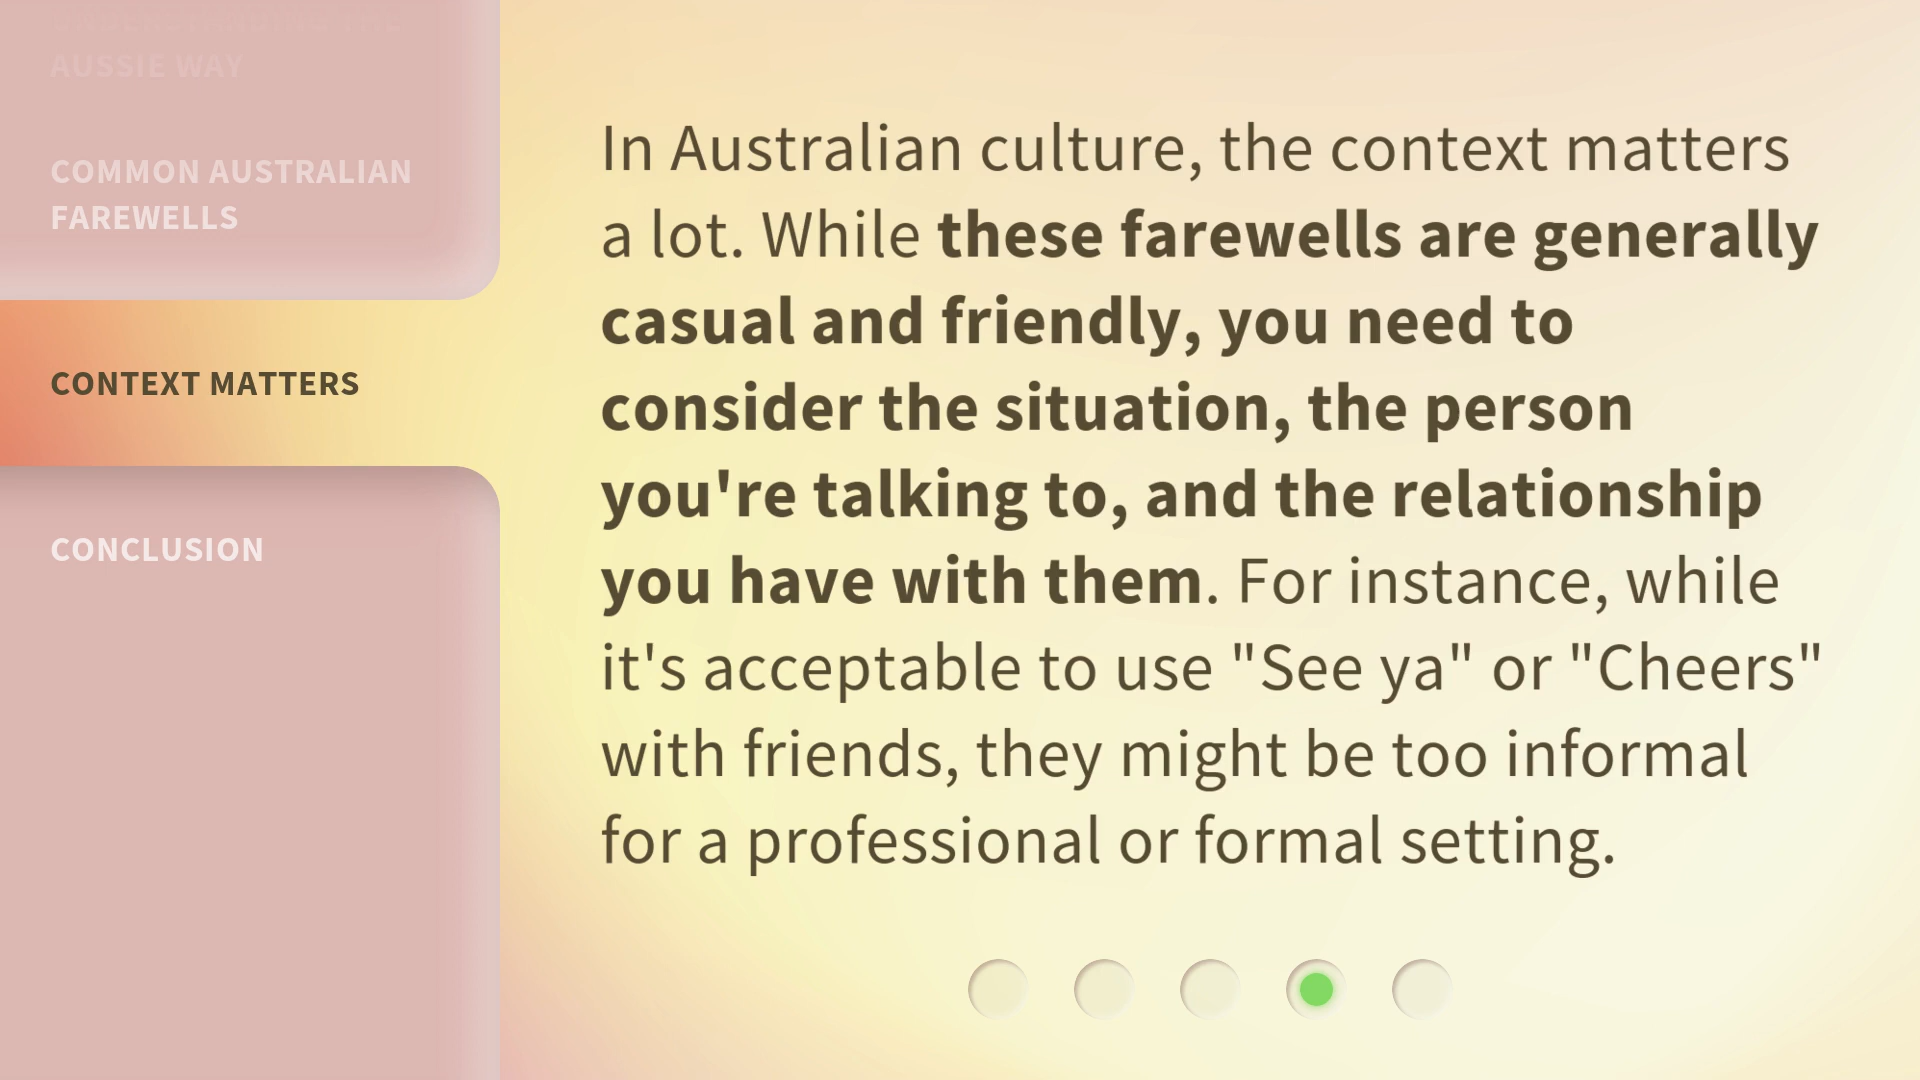 AUSSIE WAY
COMMON AUSTRALIAN
FAREWELLS
CONTEXT MATTERS
CONCLUSION
In Australian culture, the context matters
a lot. While these farewells are generally
casual and friendly, you need to
consider the situation, the person
you're talking to, and the relationship
you have with them. For instance, while
it's acceptable to use "See ya" or "Cheers"
with friends, they might be too informal
for a professional or formal setting.